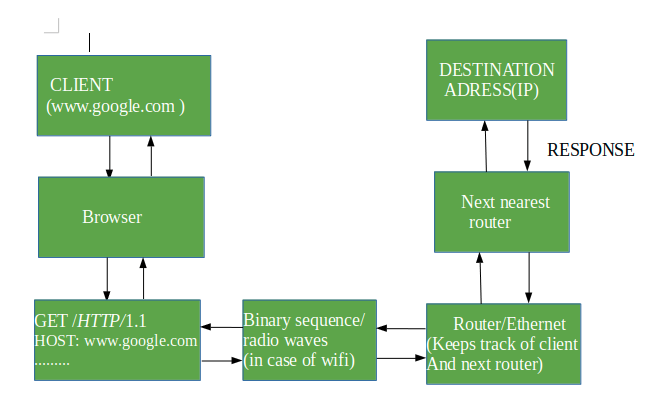 CLIENT
(www.google.com )
Browser
GET /HTTP/1.1
HOST: www.google.com
.........
Binary sequence/
radio waves
(in case of wifi)
Router/Ethernet
(Keeps track of client
And next router)
Next nearest
router
DESTINATION
ADRESS(IP)
RESPONSE